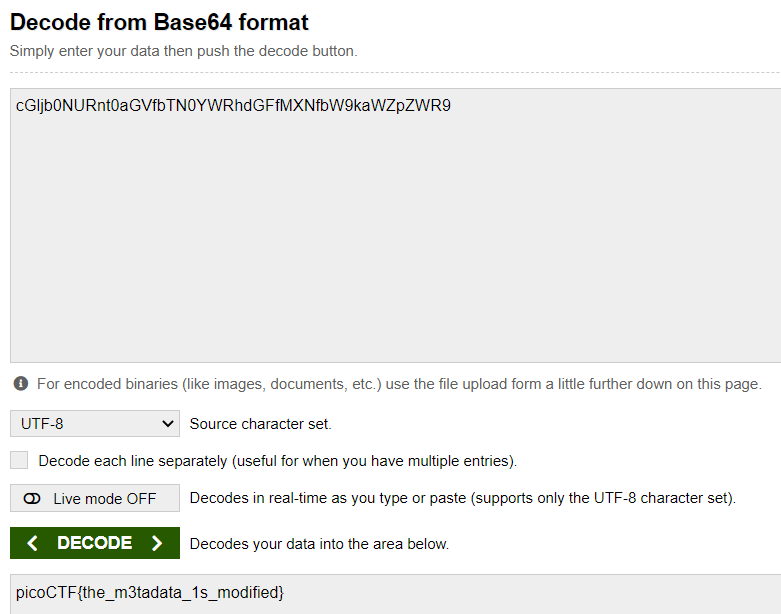 Decode from Base64 format
Simply enter your data then push the decode button.
cGljb0NURnt0aGVfbTN0YWRhdGFfMXNfbW9kaWZpZWR9
For encoded binaries (like images, documents, etc.) use the file upload form a little further down on this page.
UTF-8 Source character set.
Decode each line separately (useful for when you have multiple entries).
Live mode OFF Decodes in real-time as you type or paste (supports only the UTF-8 character set).
DECODE Decodes your data into the area below.
picoCTF{the_m3tadata_1s_modified}